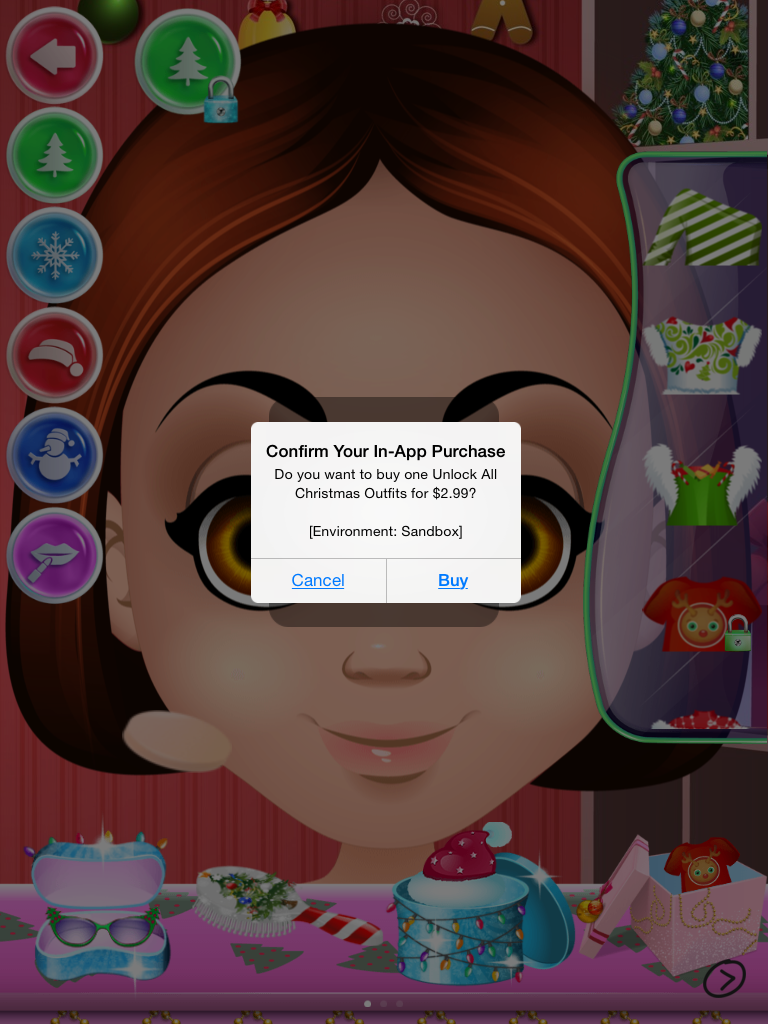 Confirm Your In-App Purchase
Do you want to buy one Unlock All
Christmas Outfits for $2.99?
[Environment: Sandbox]
Cancel
Buy